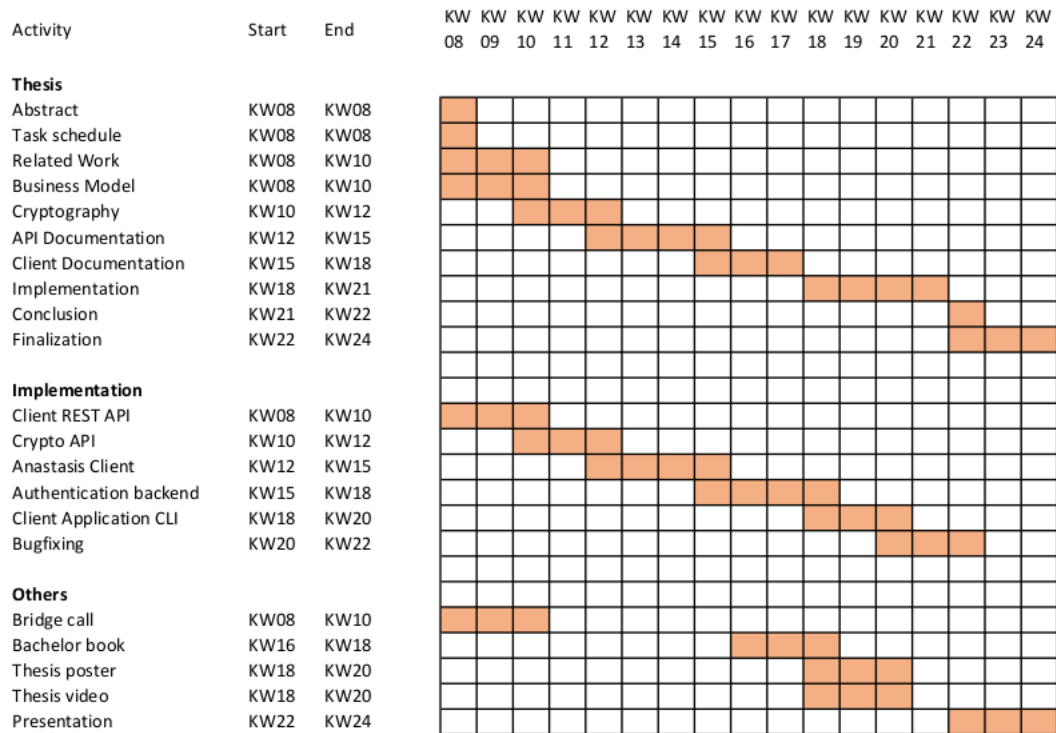 Activity Start End KW KW KW KW KW KW KW KW KW KW KW KW KW KW KW KW KW
08 09 10 11 12 13 14 15 16 17 18 19 20 21 22 23 24
Thesis
Abstract KW08 KW08
Task schedule KW08 KW08
Related Work KW08 KW10
Business Model KW08 KW10
Cryptography KW10 KW12
API Documentation KW12 KW15
Client Documentation KW15 KW18
Implementation KW18 KW21
Conclusion KW21 KW22
Finalization KW22 KW24
Implementation
Client REST API KW08 KW10
Crypto API KW10 KW12
Anastasis Client KW12 KW15
Authentication backend KW15 KW18
Client Application CLI KW18 KW20
Bugfixing KW20 KW22
Others
Bridge call KW08 KW10
Bachelor book KW16 KW18
Thesis poster KW18 KW20
Thesis video KW18 KW20
Presentation KW22 KW24